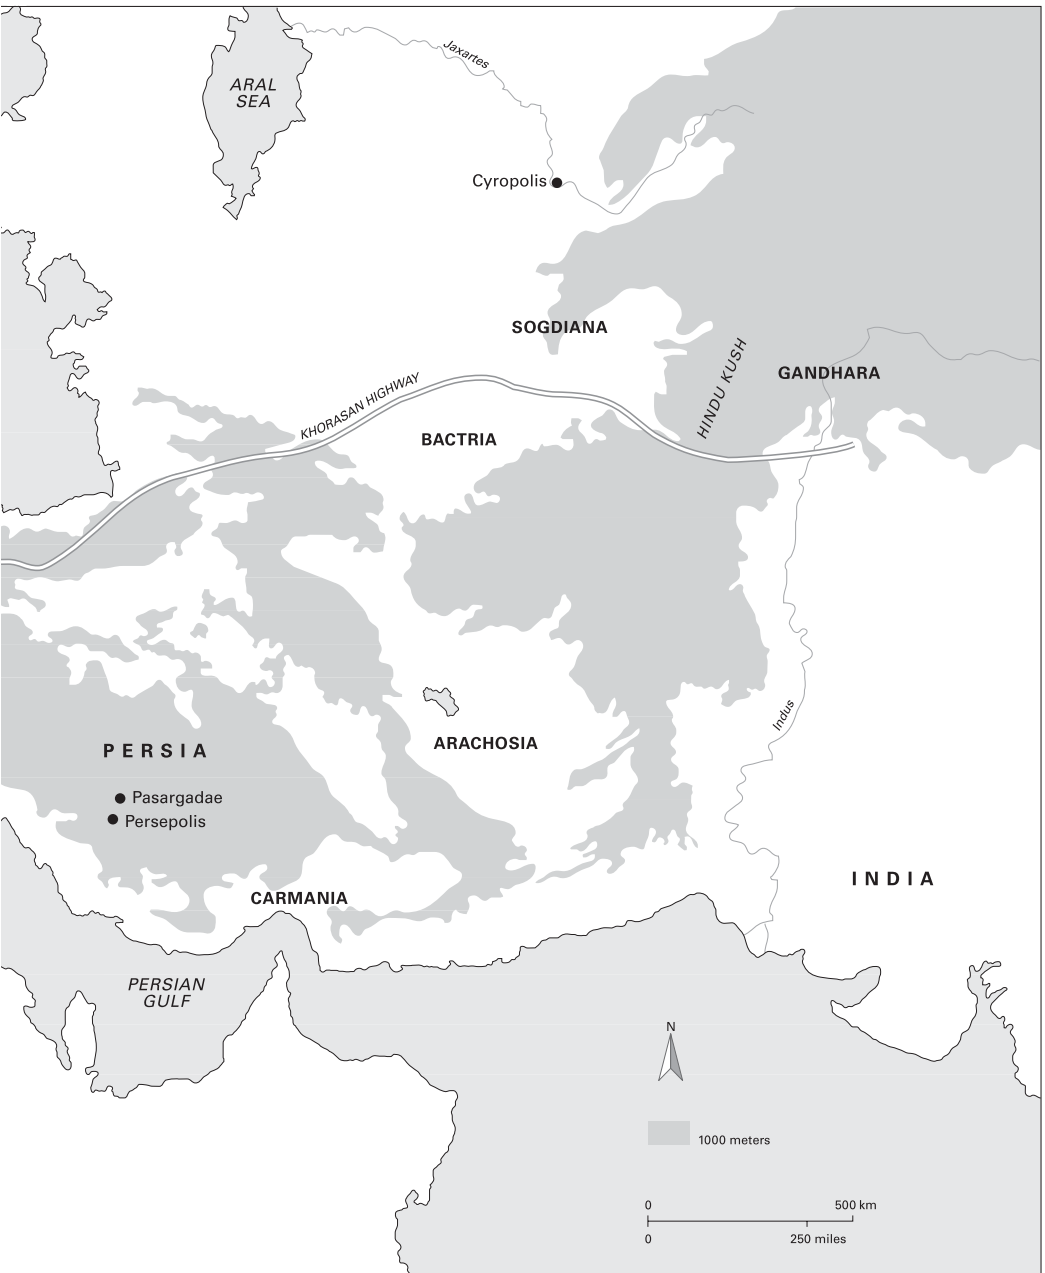 Jaxartes
ARAL
SEA
Cyropolis
SOGDIANA
HINDU KUSH
GANDHARA
KHORASAN HIGHWAY
BACTRIA
Indus
ARACHOSIA
PERSIA
Pasargadae
Persepolis
INDIA
CARMANIA
PERSIAN
GULF
N
1000 meters
0 500 km
0 250 miles